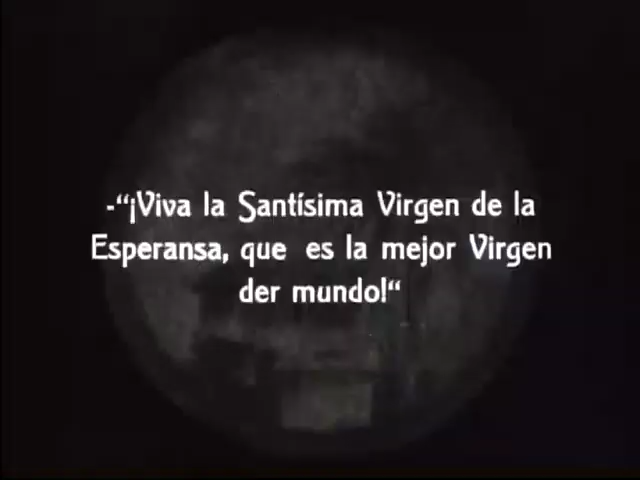 -“¡Viva la Santísima Virgen de la
Esperansa, que es la mejor Virgen
der mundo!“